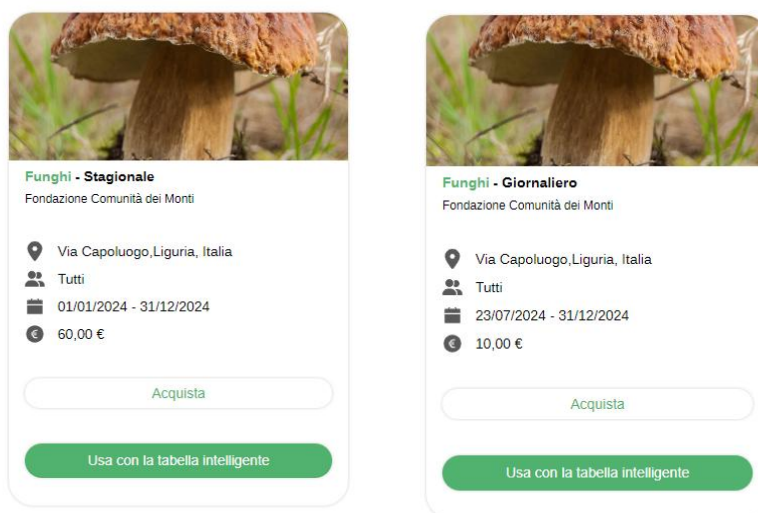 Funghi - Stagionale
Fondazione Comunità dei Monti
Via Capoluogo,Liguria, Italia
Tutti
01/01/2024 - 31/12/2024
60,00 €
Acquista
Usa con la tabella intelligente
Funghi - Giornaliero
Fondazione Comunità dei Monti
Via Capoluogo,Liguria, Italia
Tutti
23/07/2024 - 31/12/2024
10,00 €
Acquista
Usa con la tabella intelligente